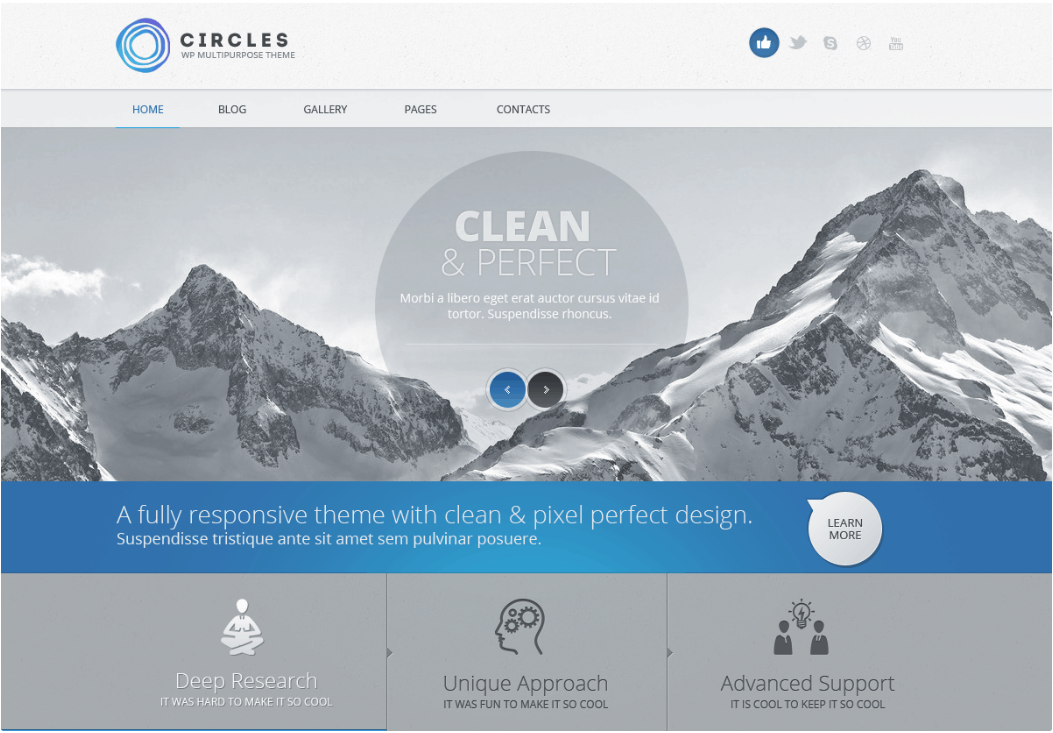 CIRCLES
WP MULTIPURPOSE THEME
You
Tube
HOME
BLOG
GALLERY
PAGES
CONTACTS
CLEAN
& PERFECT
Morbi a libero eget erat auctor cursus vitae id
tortor. Suspendisse rhoncus.
A fully responsive theme with clean & pixel perfect design.
Suspendisse tristique ante sit amet sem pulvinar posuere.
LEARN
MORE
Deep Research
IT WAS HARD TO MAKE IT SO COOL
Unique Approach
IT WAS FUN TO MAKE IT SO COOL
Advanced Support
IT IS COOL TO KEEP IT SO COOL